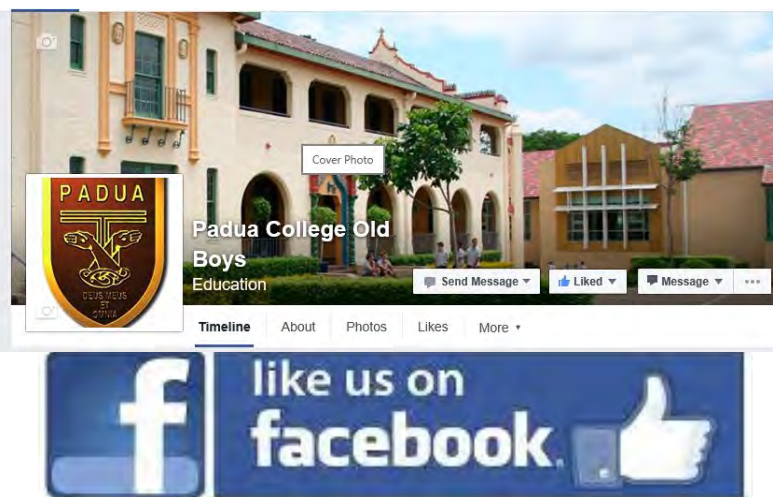 Cover Photo
PADUA
DEUS MEUS
ET
OMNIA
Padua College Old
Boys
Education
Send Message
Liked
Message
...
Timeline
About
Photos
Likes
More
f
like us on
facebook®